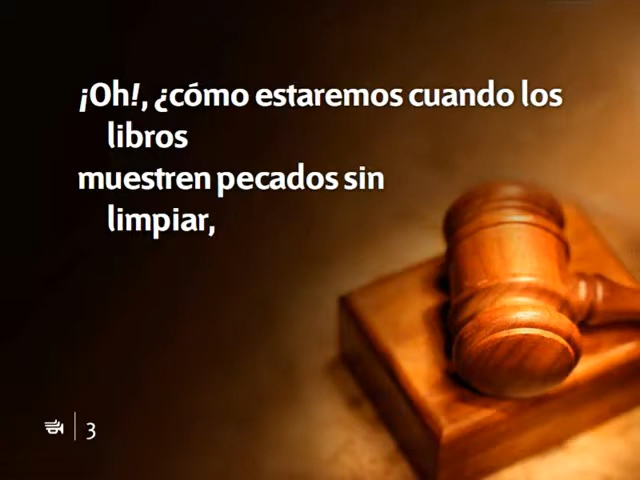 ¡Oh!, ¿cómo estaremos cuando los
libros
muestren pecados sin
limpiar,
3